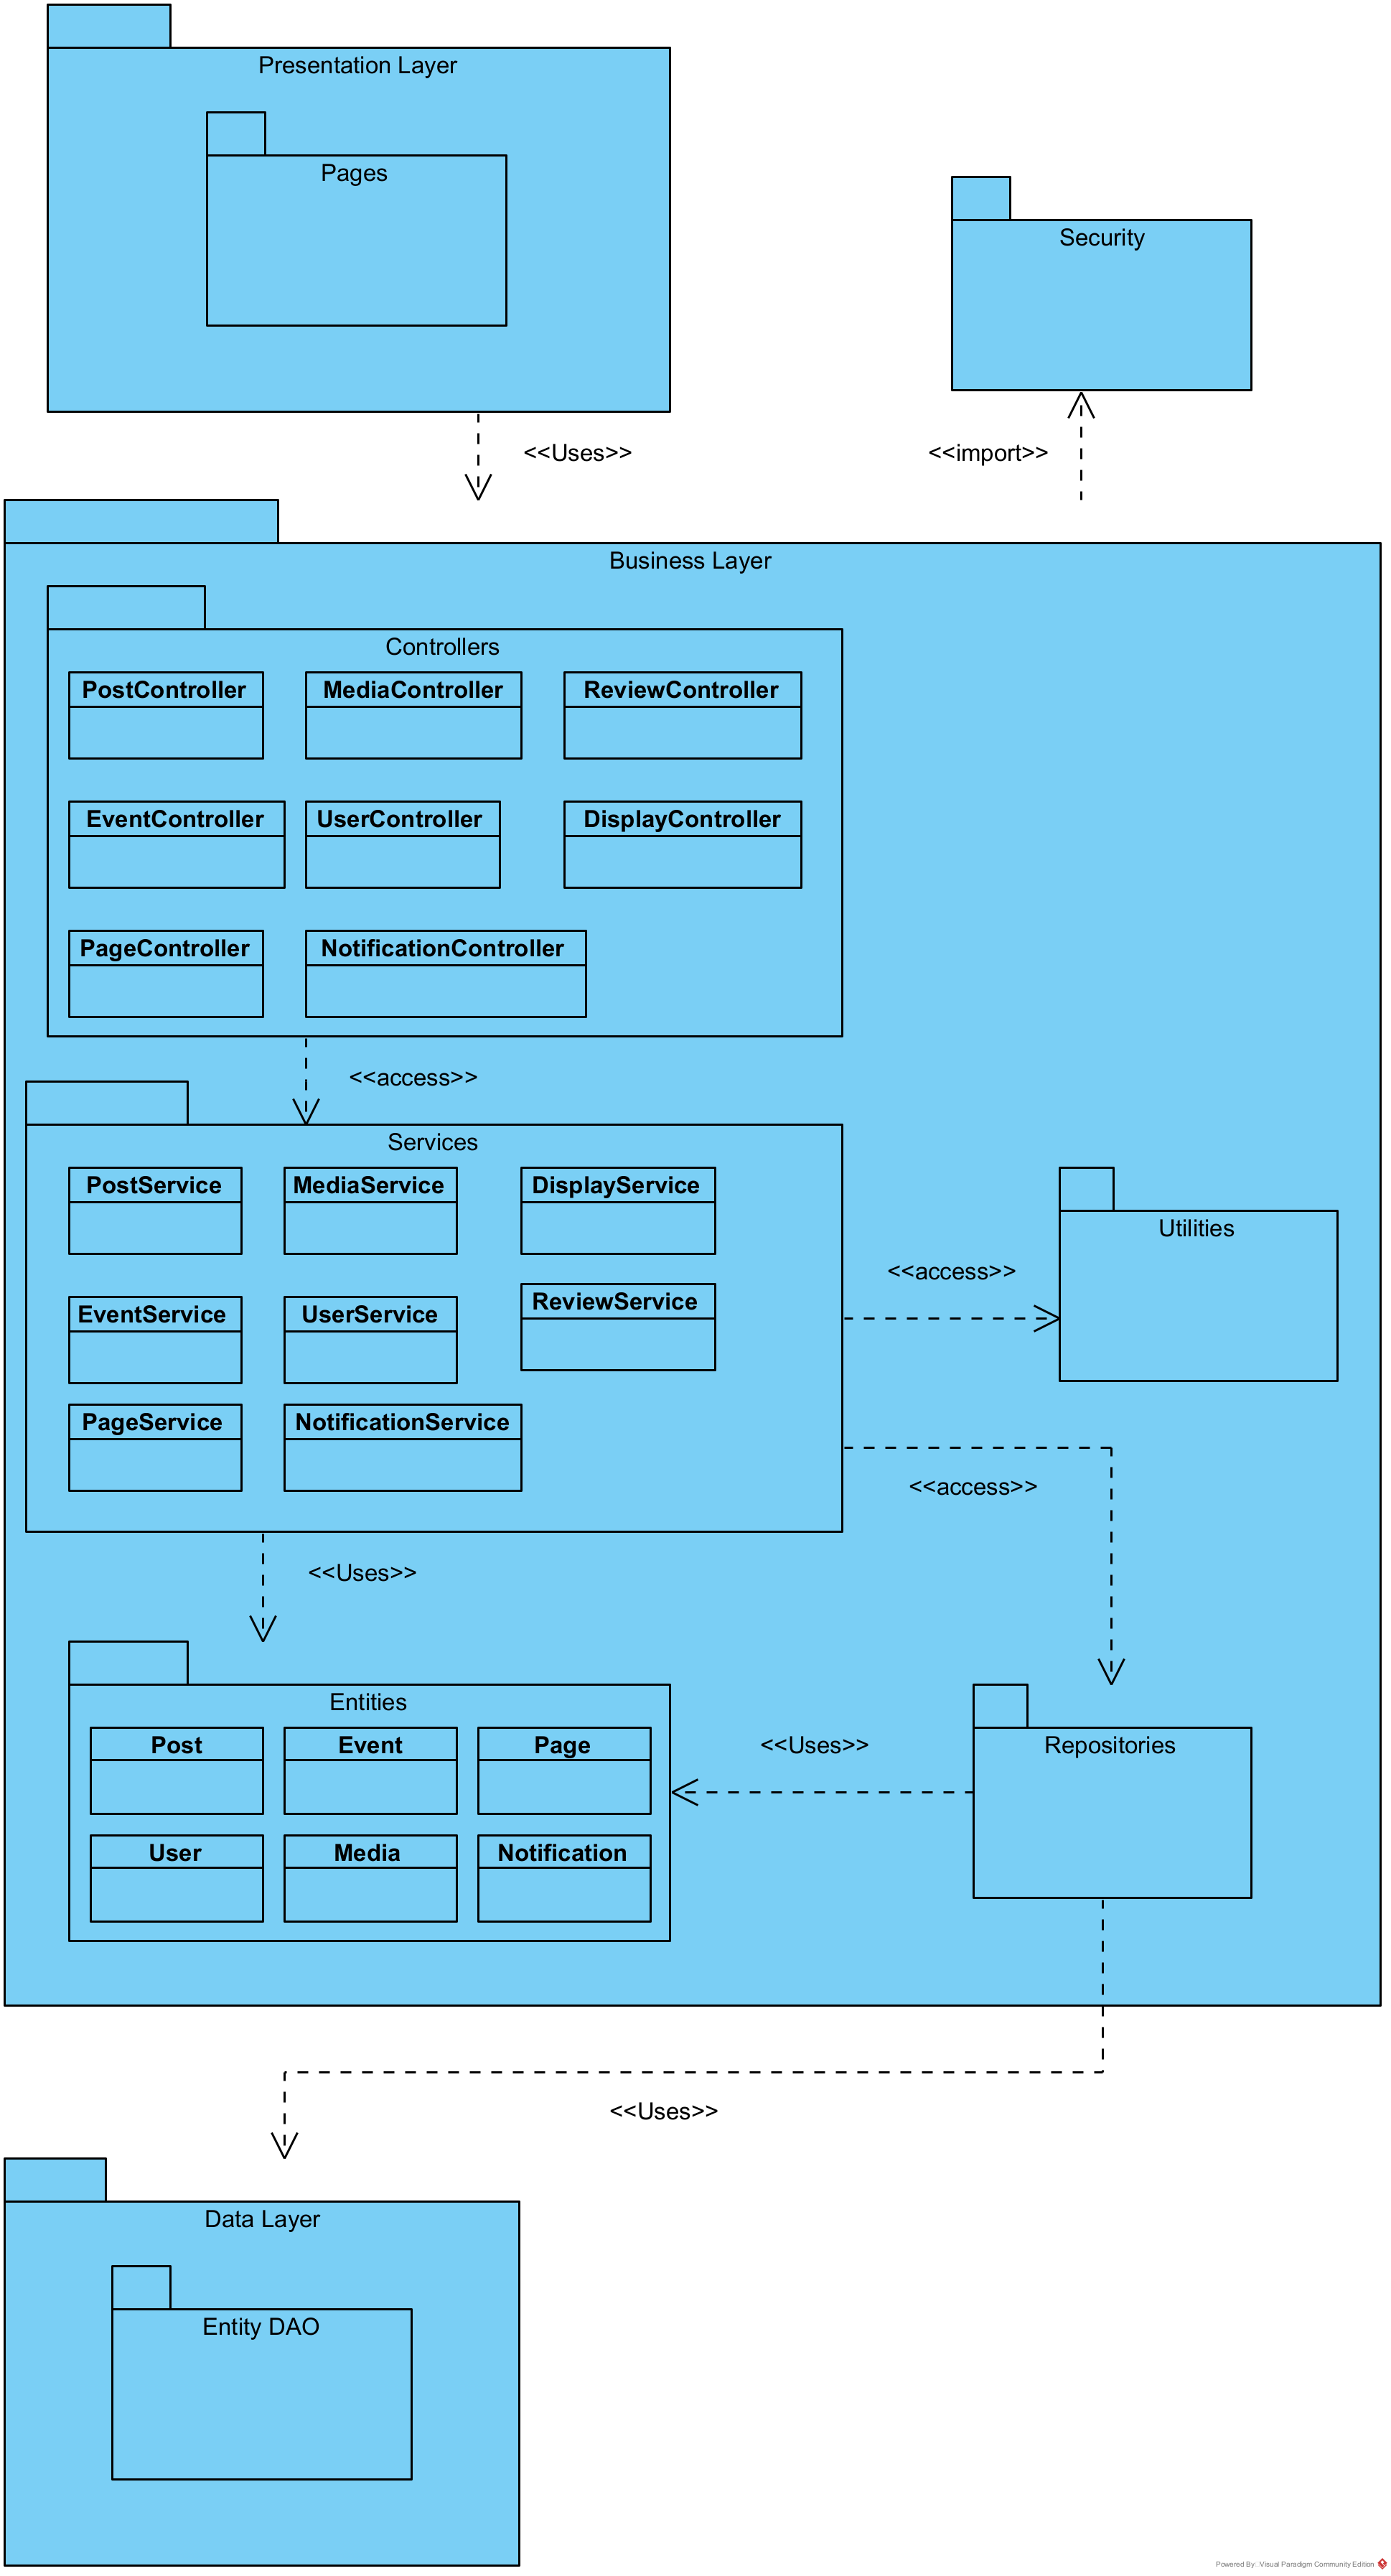 Presentation Layer
Pages
Security
<<Uses>>
<<import>>
Business Layer
Controllers
PostController
MediaController
ReviewController
EventController
UserController
DisplayController
PageController
NotificationController
<<access>>
Services
PostService
MediaService
DisplayService
Utilities
<<access>>
EventService
UserService
ReviewService
PageService
NotificationService
<<access>>
<<Uses>>
Entities
Post
Event
Page
<<Uses>>
Repositories
User
Media
Notification
<<Uses>>
Data Layer
Entity DAO
Powered By: Visual Paradigm Community Edition